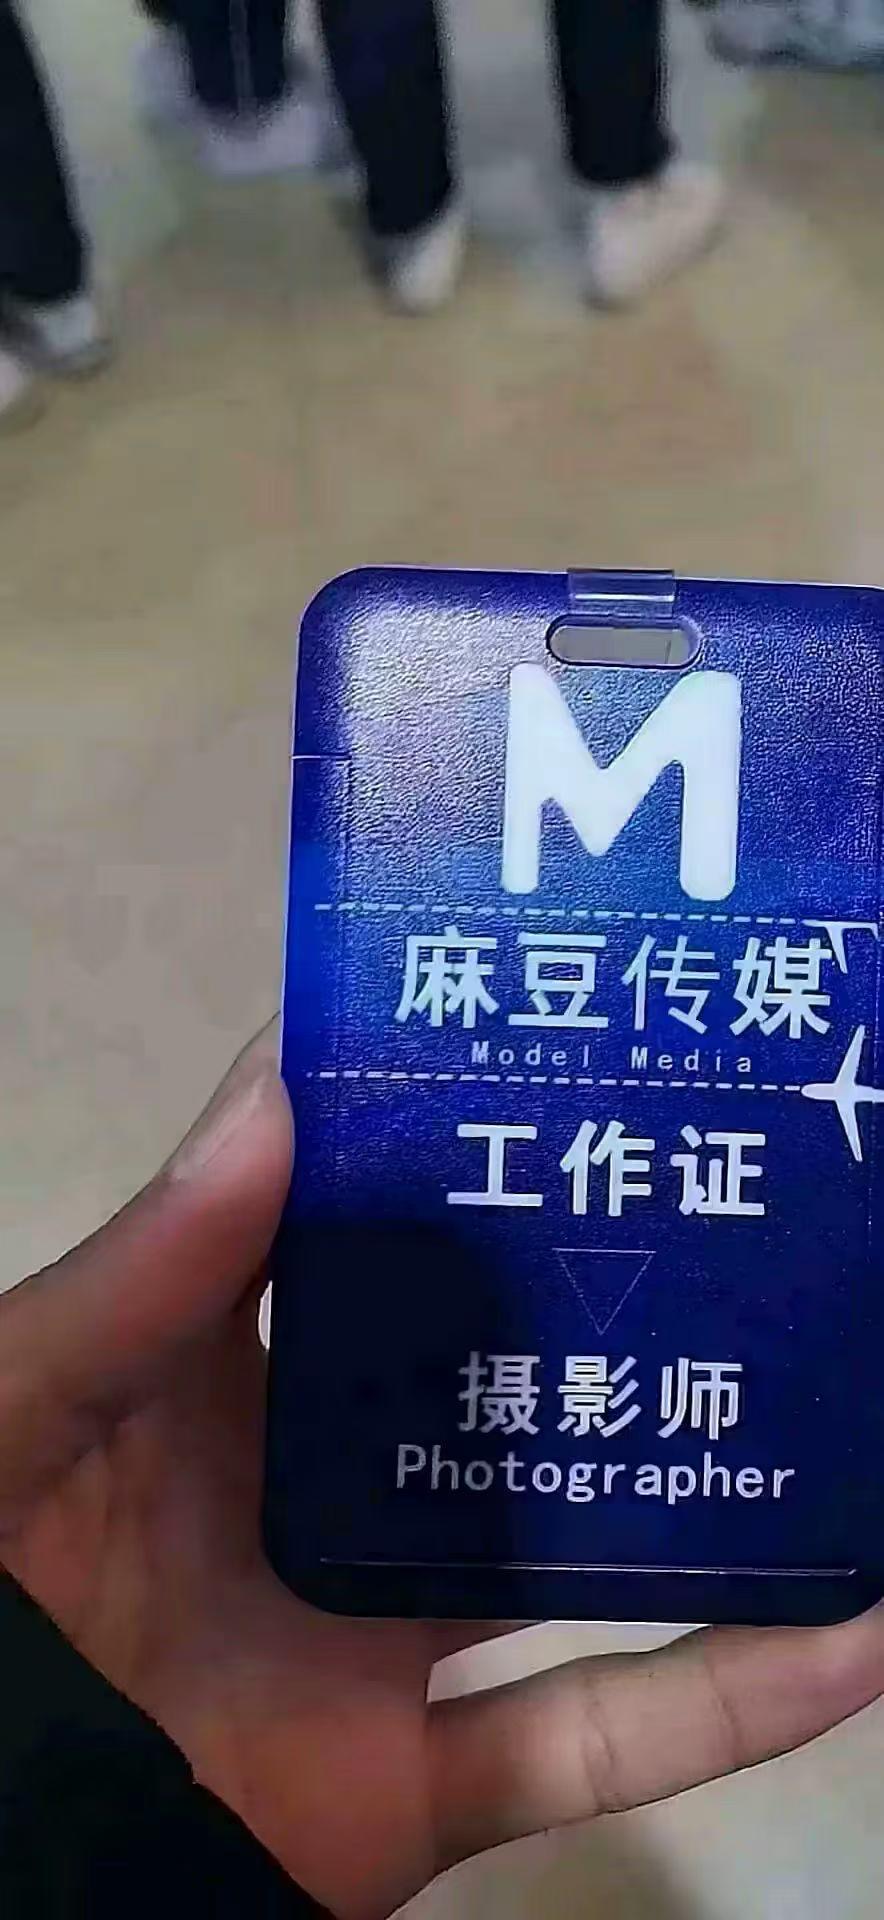 M
麻豆传媒
Model Media
工作证
摄影师
Photographer